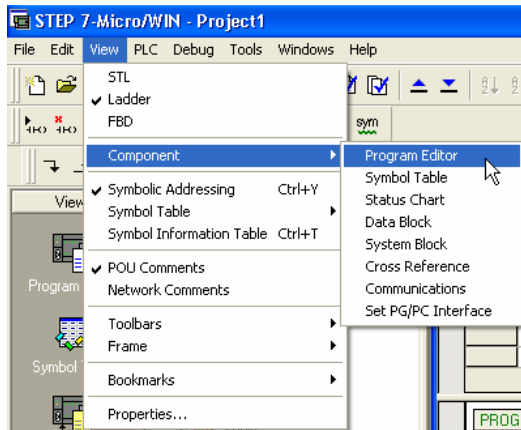 STEP 7-Micro/WIN - Project1
File Edit View PLC Debug Tools Windows Help
STL
Ladder
FBD
sym
Component
Program Editor
Symbol Table
Status Chart
Data Block
System Block
Cross Reference
Communications
Set PG/PC Interface
Symbolic Addressing Ctrl+Y
Symbol Table
Symbol Information Table Ctrl+T
POU Comments
Network Comments
Toolbars
Frame
Bookmarks
Properties...
View
Program
Symbol
PROG